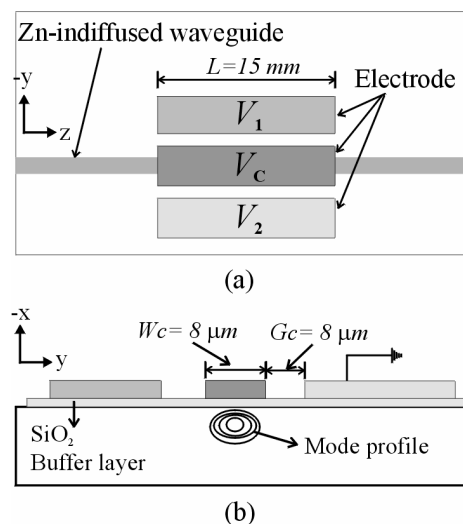 (a)
Zn-indiffused waveguide
L=15 mm
Electrode
-y
z
V1
VC
V2
(a)
-x
y
Wc= 8 μm
Gc= 8 μm
SiO2
Buffer layer
Mode profile
(b)